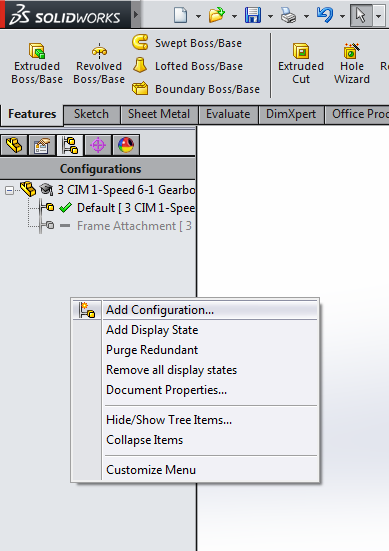 SOLIDWORKS
Extruded Boss/Base
Revolved Boss/Base
Swept Boss/Base
Lofted Boss/Base
Boundary Boss/Base
Extruded Cut
Hole Wizard
Features Sketch Sheet Metal Evaluate DimXpert Office Proc
Configurations
3 CIM 1-Speed 6-1 Gearbo
Default [ 3 CIM 1-Spee
Frame Attachment [ 3
Add Configuration...
Add Display State
Purge Redundant
Remove all display states
Document Properties...
Hide/Show Tree Items...
Collapse Items
Customize Menu